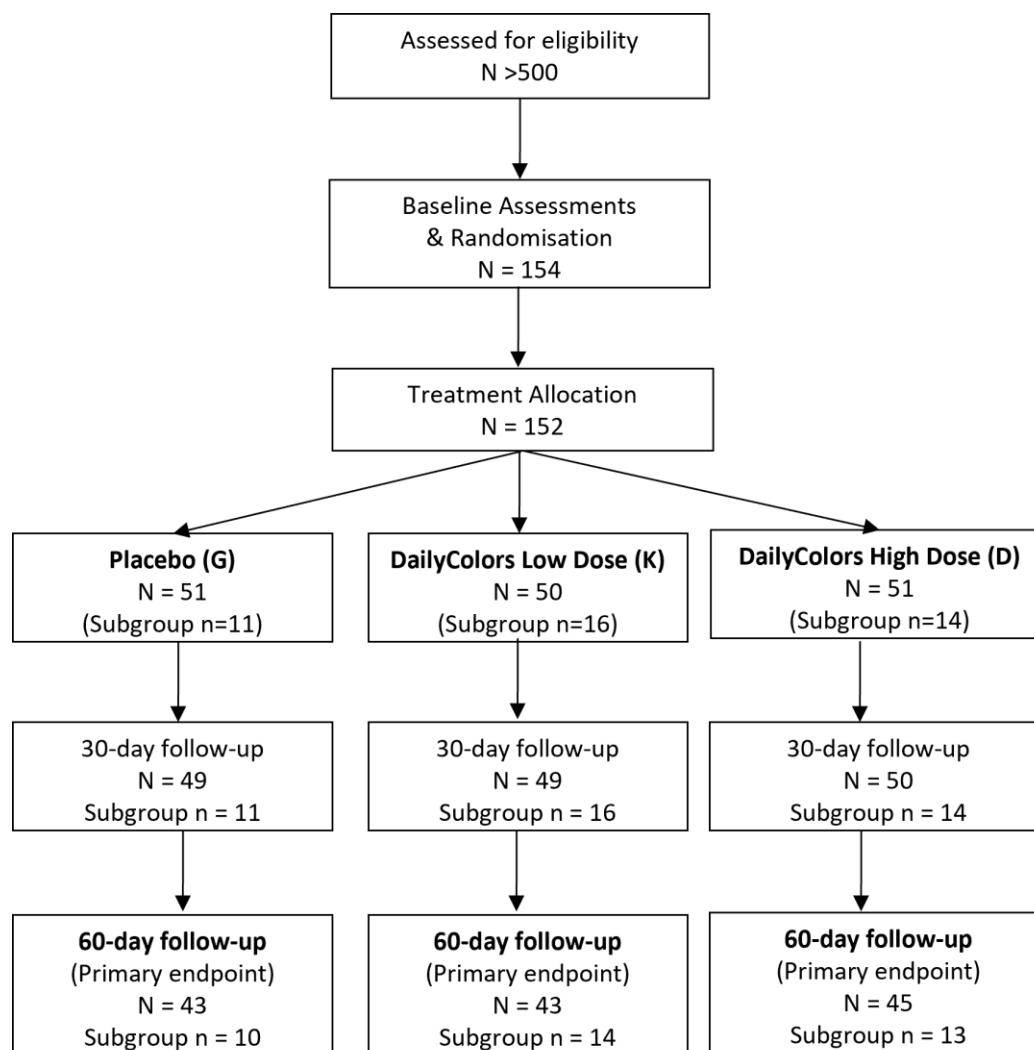 Assessed for eligibility
N >500
Baseline Assessments
& Randomisation
N = 154
Treatment Allocation
N = 152
Placebo (G)
N = 51
(Subgroup n=11)
DailyColors Low Dose (K)
N = 50
(Subgroup n=16)
DailyColors High Dose (D)
N = 51
(Subgroup n=14)
30-day follow-up
N = 49
Subgroup n = 11
30-day follow-up
N = 49
Subgroup n = 16
30-day follow-up
N = 50
Subgroup n = 14
60-day follow-up
(Primary endpoint)
N = 43
Subgroup n = 10
60-day follow-up
(Primary endpoint)
N = 43
Subgroup n = 14
60-day follow-up
(Primary endpoint)
N = 45
Subgroup n = 13